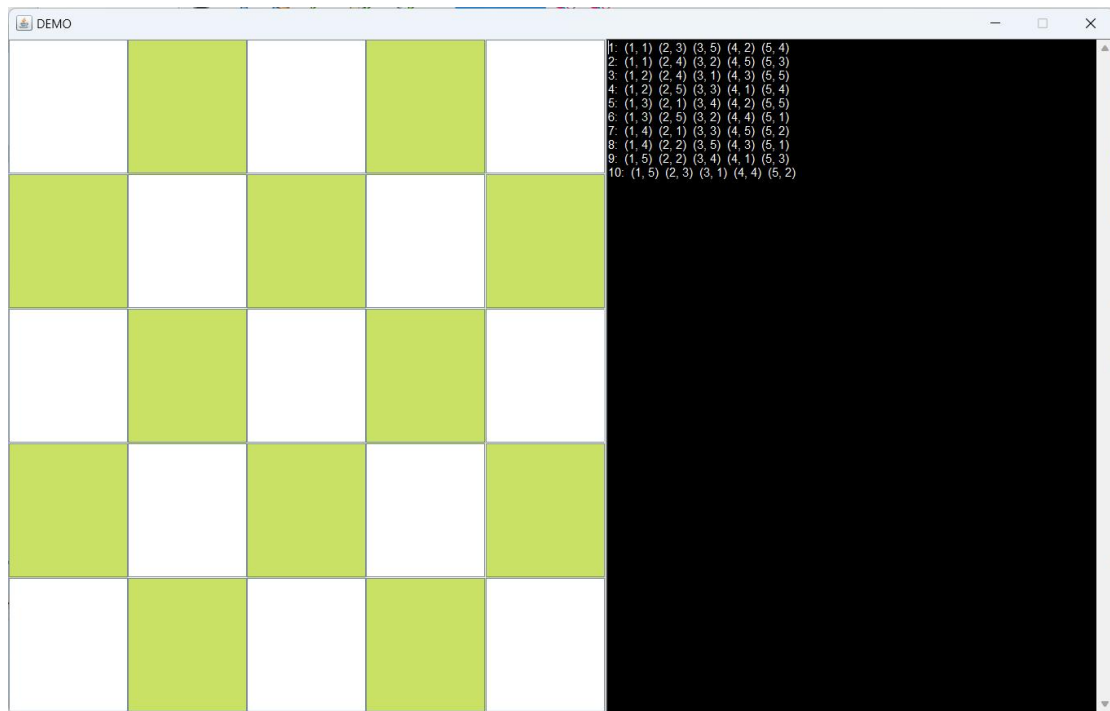 DEMO
1: (1, 1) (2, 3) (3, 5) (4, 2) (5, 4)
2: (1, 1) (2, 4) (3, 2) (4, 5) (5, 3)
3: (1, 2) (2, 4) (3, 1) (4, 3) (5, 5)
4: (1, 2) (2, 5) (3, 3) (4, 1) (5, 4)
5: (1, 3) (2, 1) (3, 4) (4, 2) (5, 5)
6: (1, 3) (2, 5) (3, 2) (4, 4) (5, 1)
7: (1, 4) (2, 1) (3, 3) (4, 5) (5, 2)
8: (1, 4) (2, 2) (3, 5) (4, 3) (5, 1)
9: (1, 5) (2, 2) (3, 4) (4, 1) (5, 3)
10: (1, 5) (2, 3) (3, 1) (4, 4) (5, 2)